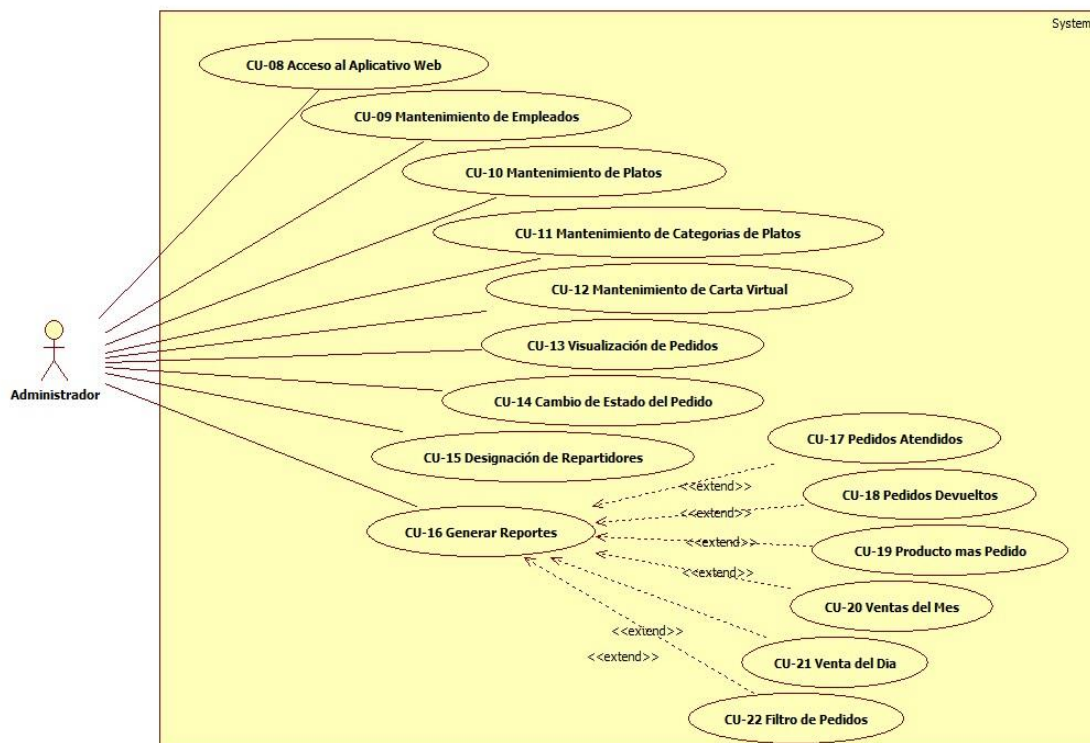 System
CU-08 Acceso al Aplicativo Web
CU-09 Mantenimiento de Empleados
CU-10 Mantenimiento de Platos
CU-11 Mantenimiento de Categorias de Platos
CU-12 Mantenimiento de Carta Virtual
CU-13 Visualización de Pedidos
Administrador
CU-14 Cambio de Estado del Pedido
CU-17 Pedidos Atendidos
CU-15 Designación de Repartidores
<<extend>>
CU-18 Pedidos Devueltos
<<extend>>
CU-16 Generar Reportes
<<extend>>
CU-19 Producto mas Pedido
<<extend>>
CU-20 Ventas del Mes
<<extend>>
<<extend>>
CU-21 Venta del Dia
CU-22 Filtro de Pedidos